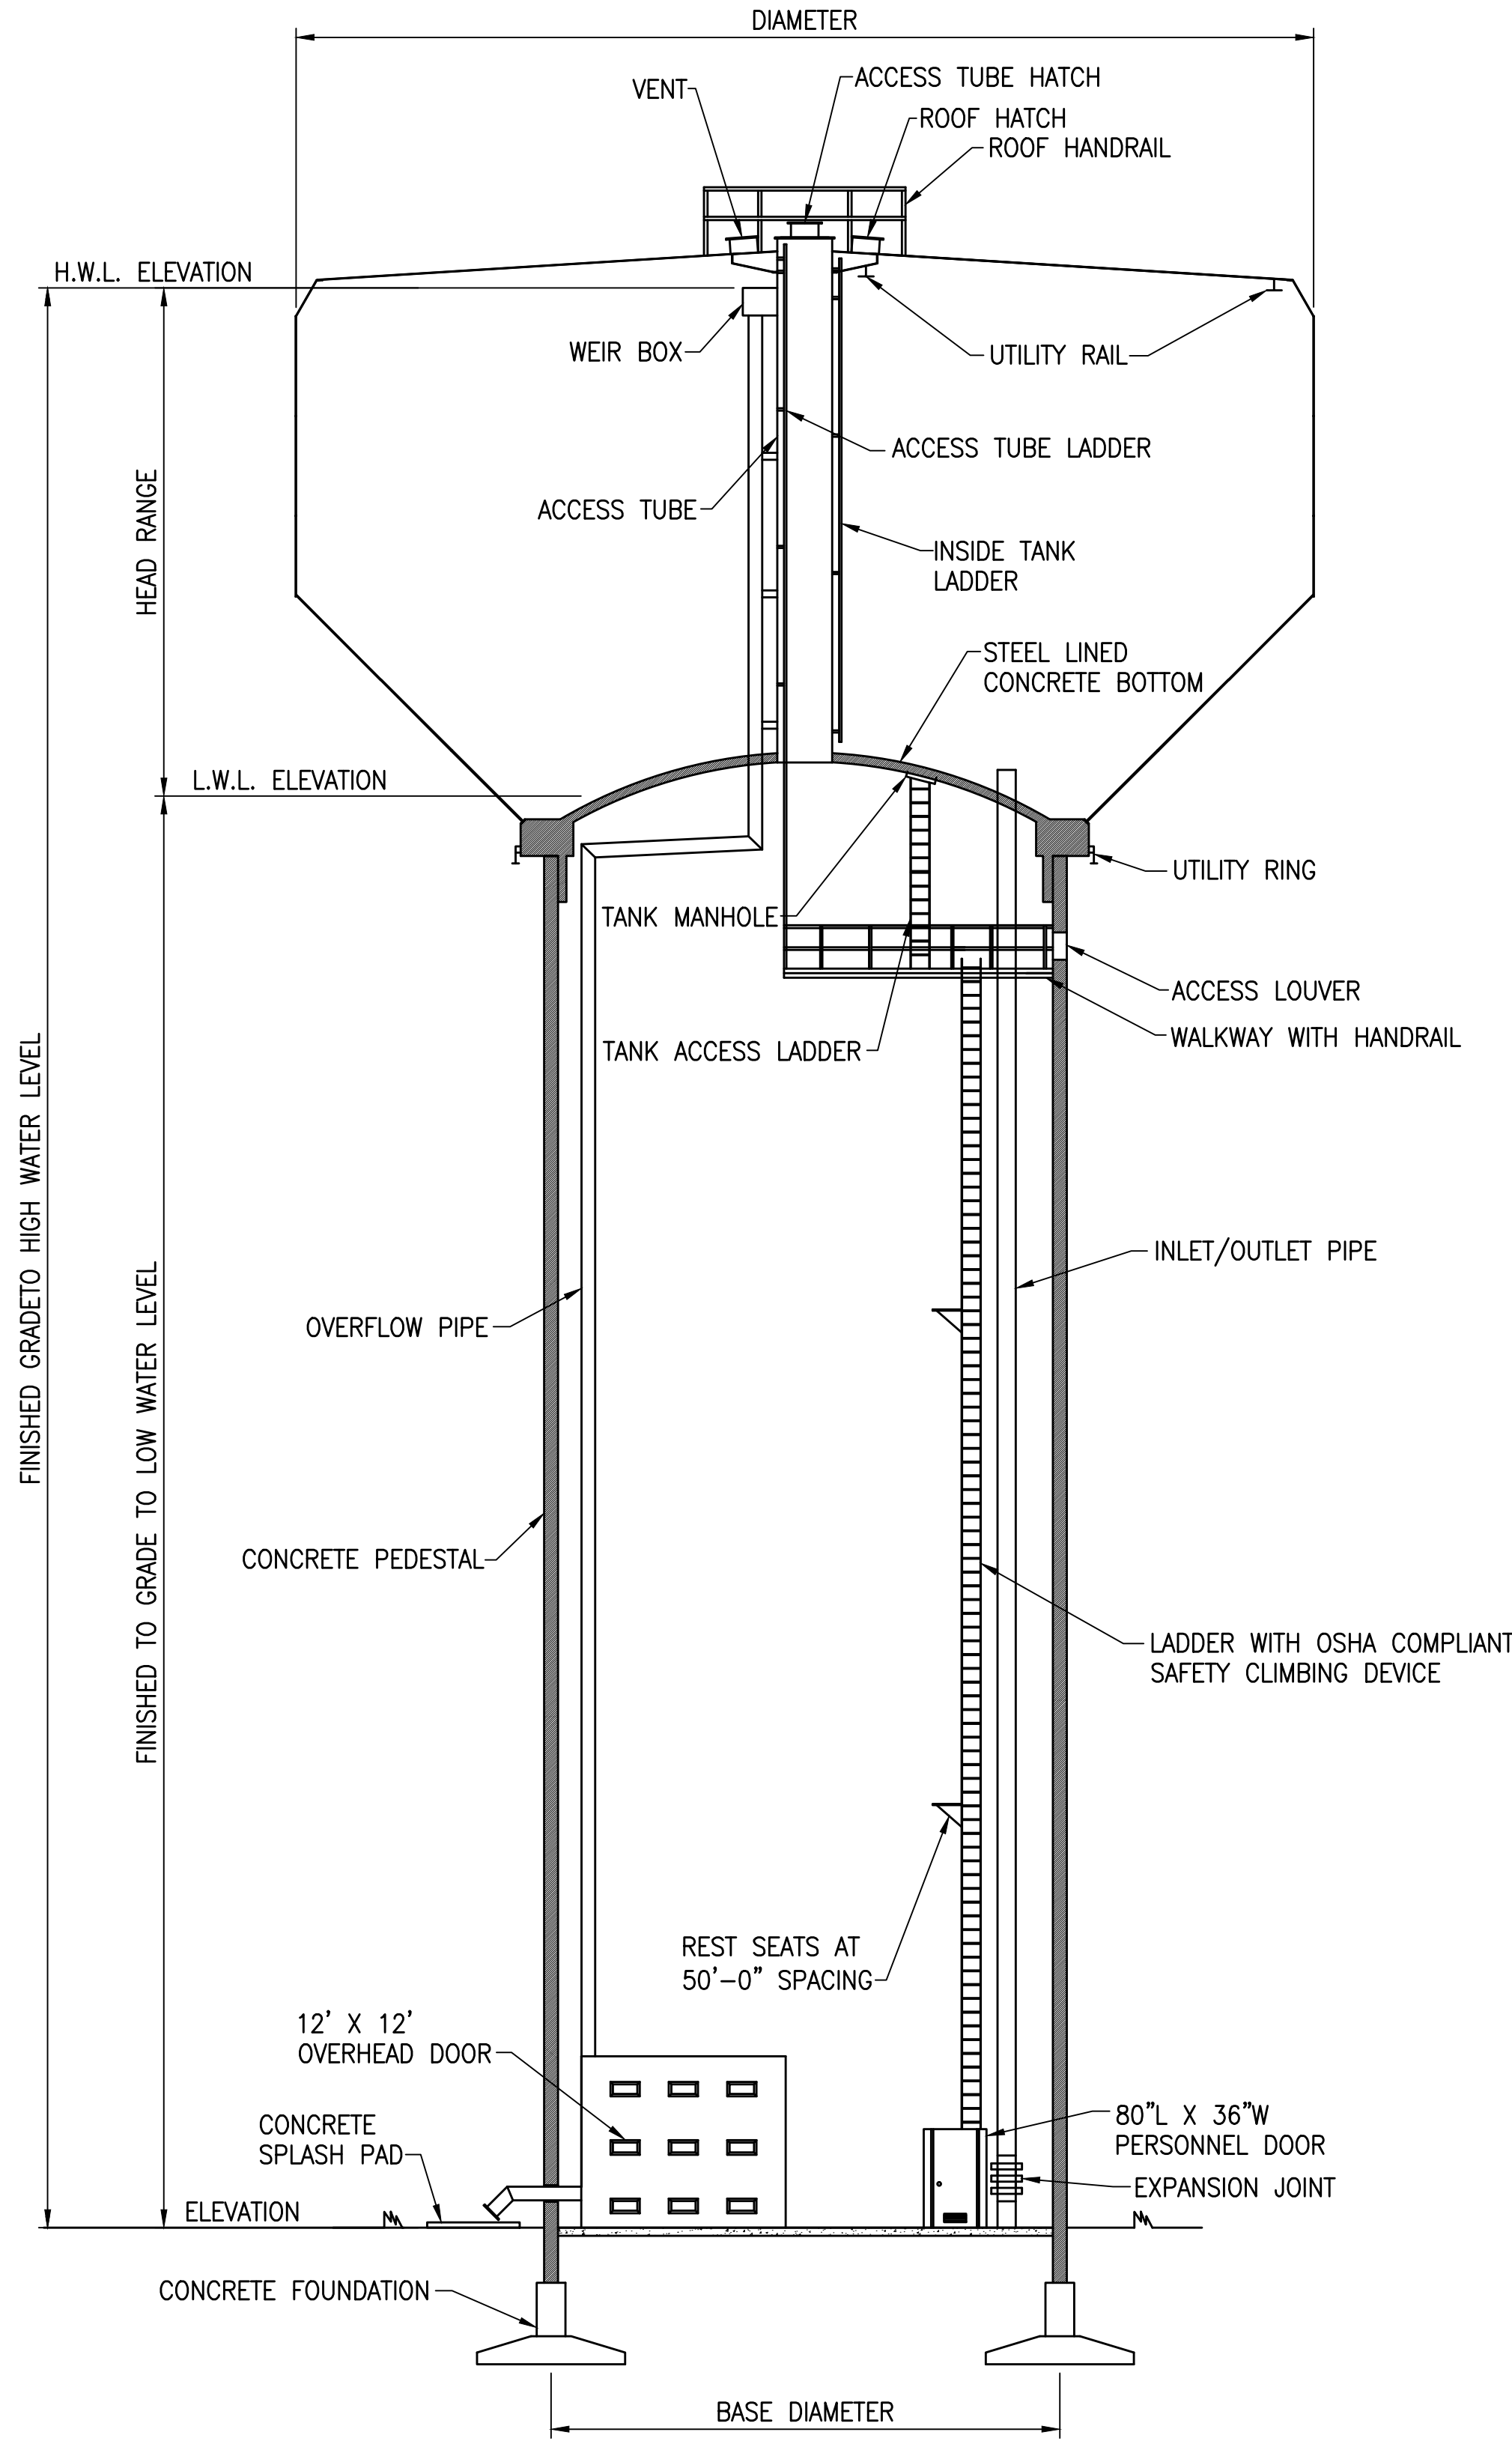 DIAMETER
VENT
ACCESS TUBE HATCH
ROOF HATCH
ROOF HANDRAIL
H.W.L. ELEVATION
WEIR BOX
UTILITY RAIL
ACCESS TUBE LADDER
ACCESS TUBE
HEAD RANGE
INSIDE TANK
LADDER
STEEL LINED
CONCRETE BOTTOM
L.W.L. ELEVATION
UTILITY RING
TANK MANHOLE
ACCESS LOUVER
WALKWAY WITH HANDRAIL
TANK ACCESS LADDER
FINISHED GRADETO HIGH WATER LEVEL
INLET/OUTLET PIPE
OVERFLOW PIPE
FINISHED TO GRADE TO LOW WATER LEVEL
CONCRETE PEDESTAL
LADDER WITH OSHA COMPLIANT
SAFETY CLIMBING DEVICE
REST SEATS AT
50'-0" SPACING
12' X 12'
OVERHEAD DOOR
CONCRETE
SPLASH PAD
80"L X 36"W
PERSONNEL DOOR
EXPANSION JOINT
ELEVATION
CONCRETE FOUNDATION
BASE DIAMETER